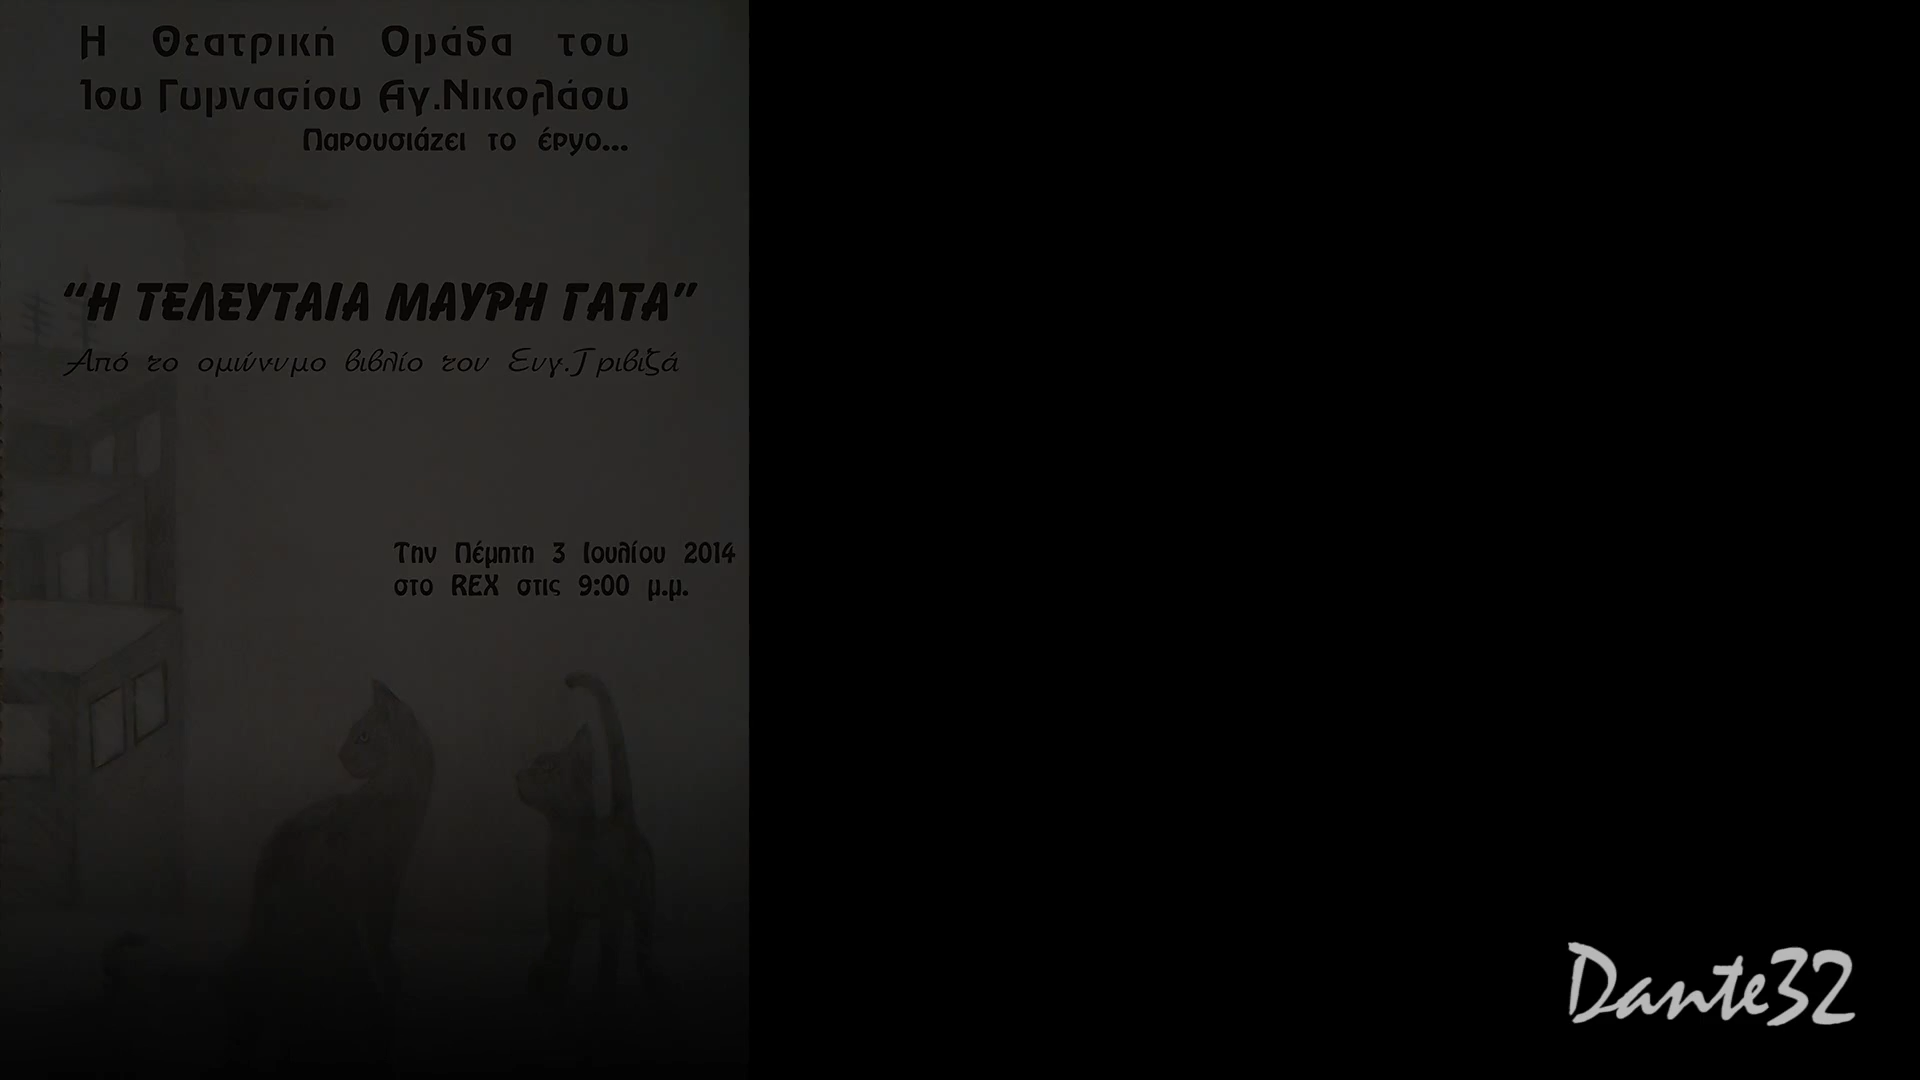 Η Θεατρική Ομάδα του
1ου Γυμνασίου Αγ.Νικολάου
Παρουσιάζει το έργο...
“Η ΤΕΛΕΥΤΑΙΑ ΜΑΥΡΗ ΓΑΤΑ”
Από το ομώνυμο βιβλίο του Ευγ.Τριβιζά
Την Πέμπτη 3 Ιουλίου 2014
στο REX στις 9:00 μ.μ.
Dante32